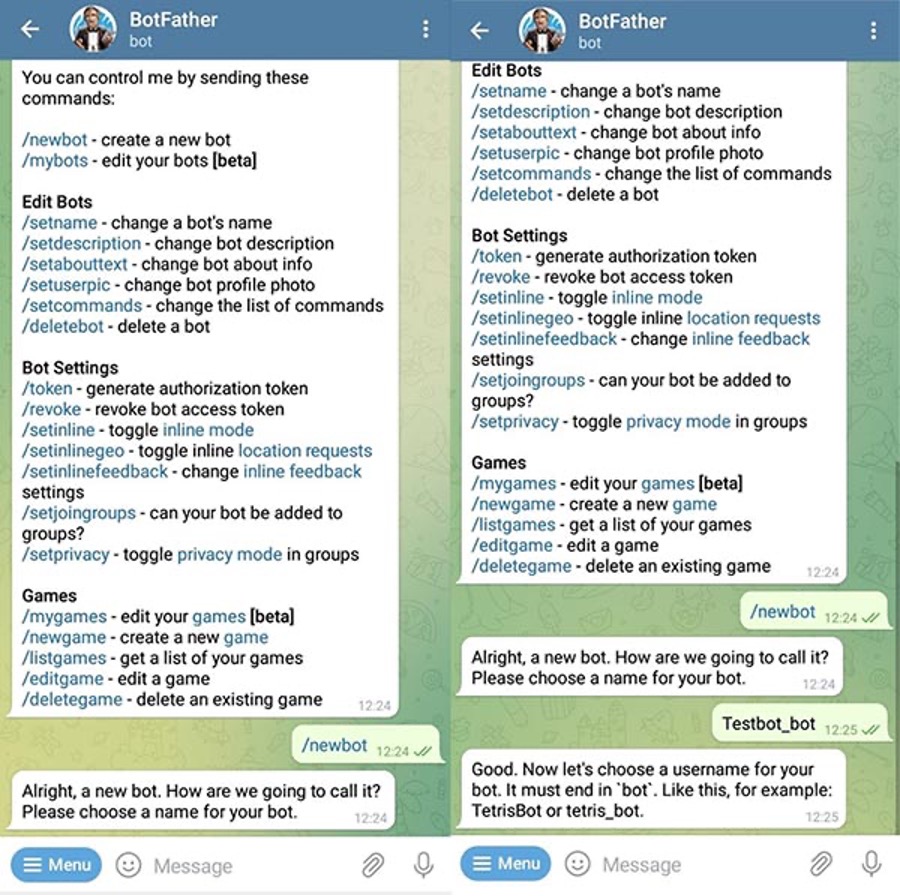 BotFather
bot
You can control me by sending these
commands:
/newbot - create a new bot
/mybots - edit your bots [beta]
Edit Bots
/setname - change a bot's name
/setdescription - change bot description
/setabouttext - change bot about info
/setuserpic - change bot profile photo
/setcommands - change the list of commands
/deletebot - delete a bot
Bot Settings
/token - generate authorization token
/revoke - revoke bot access token
/setinline - toggle inline mode
/setinlinegeo - toggle inline location requests
/setinlinefeedback - change inline feedback
settings
/setjoingroups - can your bot be added to
groups?
/setprivacy - toggle privacy mode in groups
Games
/mygames - edit your games [beta]
/newgame - create a new game
/listgames - get a list of your games
/editgame - edit a game
/deletegame - delete an existing game
12:24
/newbot 12:24
Alright, a new bot. How are we going to call it?
Please choose a name for your bot.
12:24
Menu
Message
BotFather
bot
Edit Bots
/setname - change a bot's name
/setdescription - change bot description
/setabouttext - change bot about info
/setuserpic - change bot profile photo
/setcommands - change the list of commands
/deletebot - delete a bot
Bot Settings
/token - generate authorization token
/revoke - revoke bot access token
/setinline - toggle inline mode
/setinlinegeo - toggle inline location requests
/setinlinefeedback - change inline feedback
settings
/setjoingroups - can your bot be added to
groups?
/setprivacy - toggle privacy mode in groups
Games
/mygames - edit your games [beta]
/newgame - create a new game
/listgames - get a list of your games
/editgame - edit a game
/deletegame - delete an existing game
12:24
/newbot 12:24
Alright, a new bot. How are we going to call it?
Please choose a name for your bot.
12:24
Testbot_bot 12:25
Good. Now let's choose a username for your
bot. It must end in `bot`. Like this, for example:
TetrisBot or tetris_bot.
12:25
Menu
Message